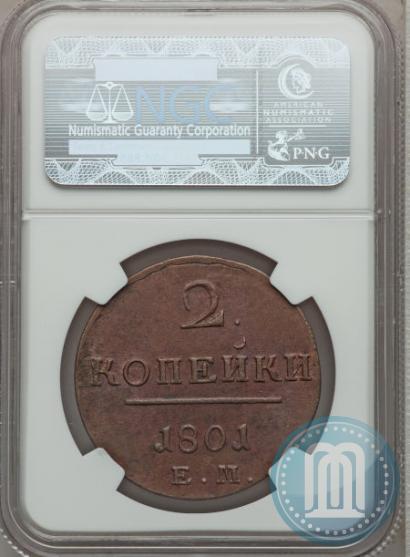 NGC
Numismatic Guaranty Corporation
AMERICAN
NUMISMATIC
ASSOCIATION
PNG
2.
КОПЕЙКИ
1801
Е.М.
M